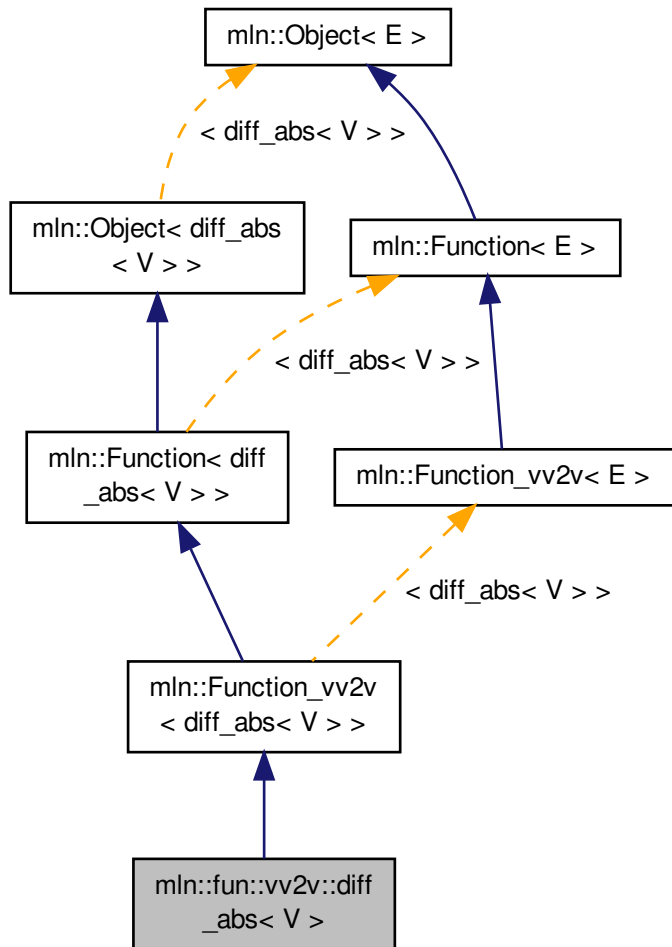 mln::Object< E >
< diff_abs< V > >
mln::Object< diff_abs
< V > >
mln::Function< E >
< diff_abs< V > >
mln::Function< diff
_abs< V > >
mln::Function_vv2v< E >
< diff_abs< V > >
mln::Function_vv2v
< diff_abs< V > >
mln::fun::vv2v::diff
_abs< V >